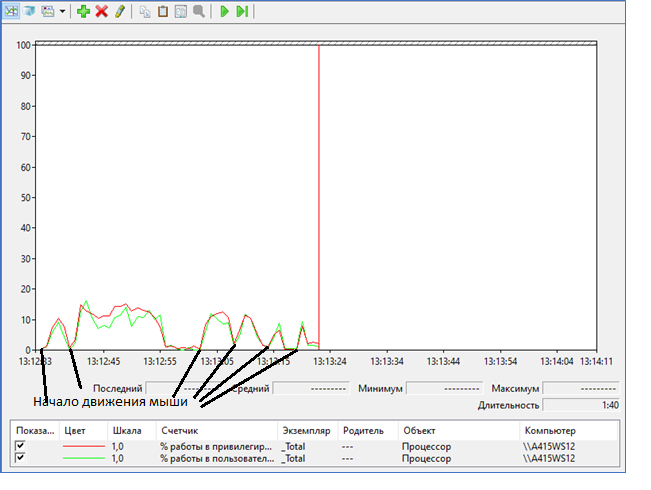 100
90
80
70
60
50
40
30
20
10
0
13:12:33 13:12:45 13:12:55 13:13:05 13:13:15 13:13:24 13:13:34 13:13:44 13:13:54 13:14:04 13:14:11
Последний -------- Средний --------- Минимум --------- Максимум ---------
Начало движения мыши
Длительность 1:40
Показа... Цвет Шкала Счетчик Экземпляр Родитель Объект Компьютер
1,0 % работы в привилегир... _Total --- Процессор \\A415WS12
1,0 % работы в пользовател... _Total --- Процессор \\A415WS12